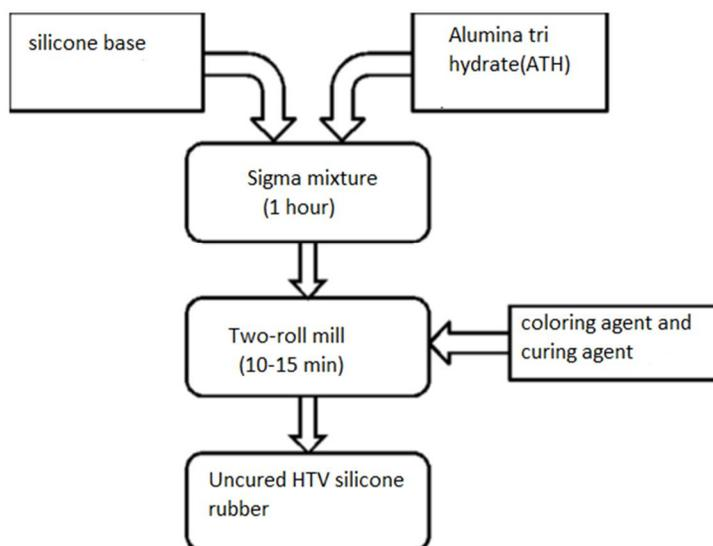 silicone base
Alumina tri
hydrate(ATH)
Sigma mixture
(1 hour)
Two-roll mill
(10-15 min)
coloring agent and
curing agent
Uncured HTV silicone
rubber